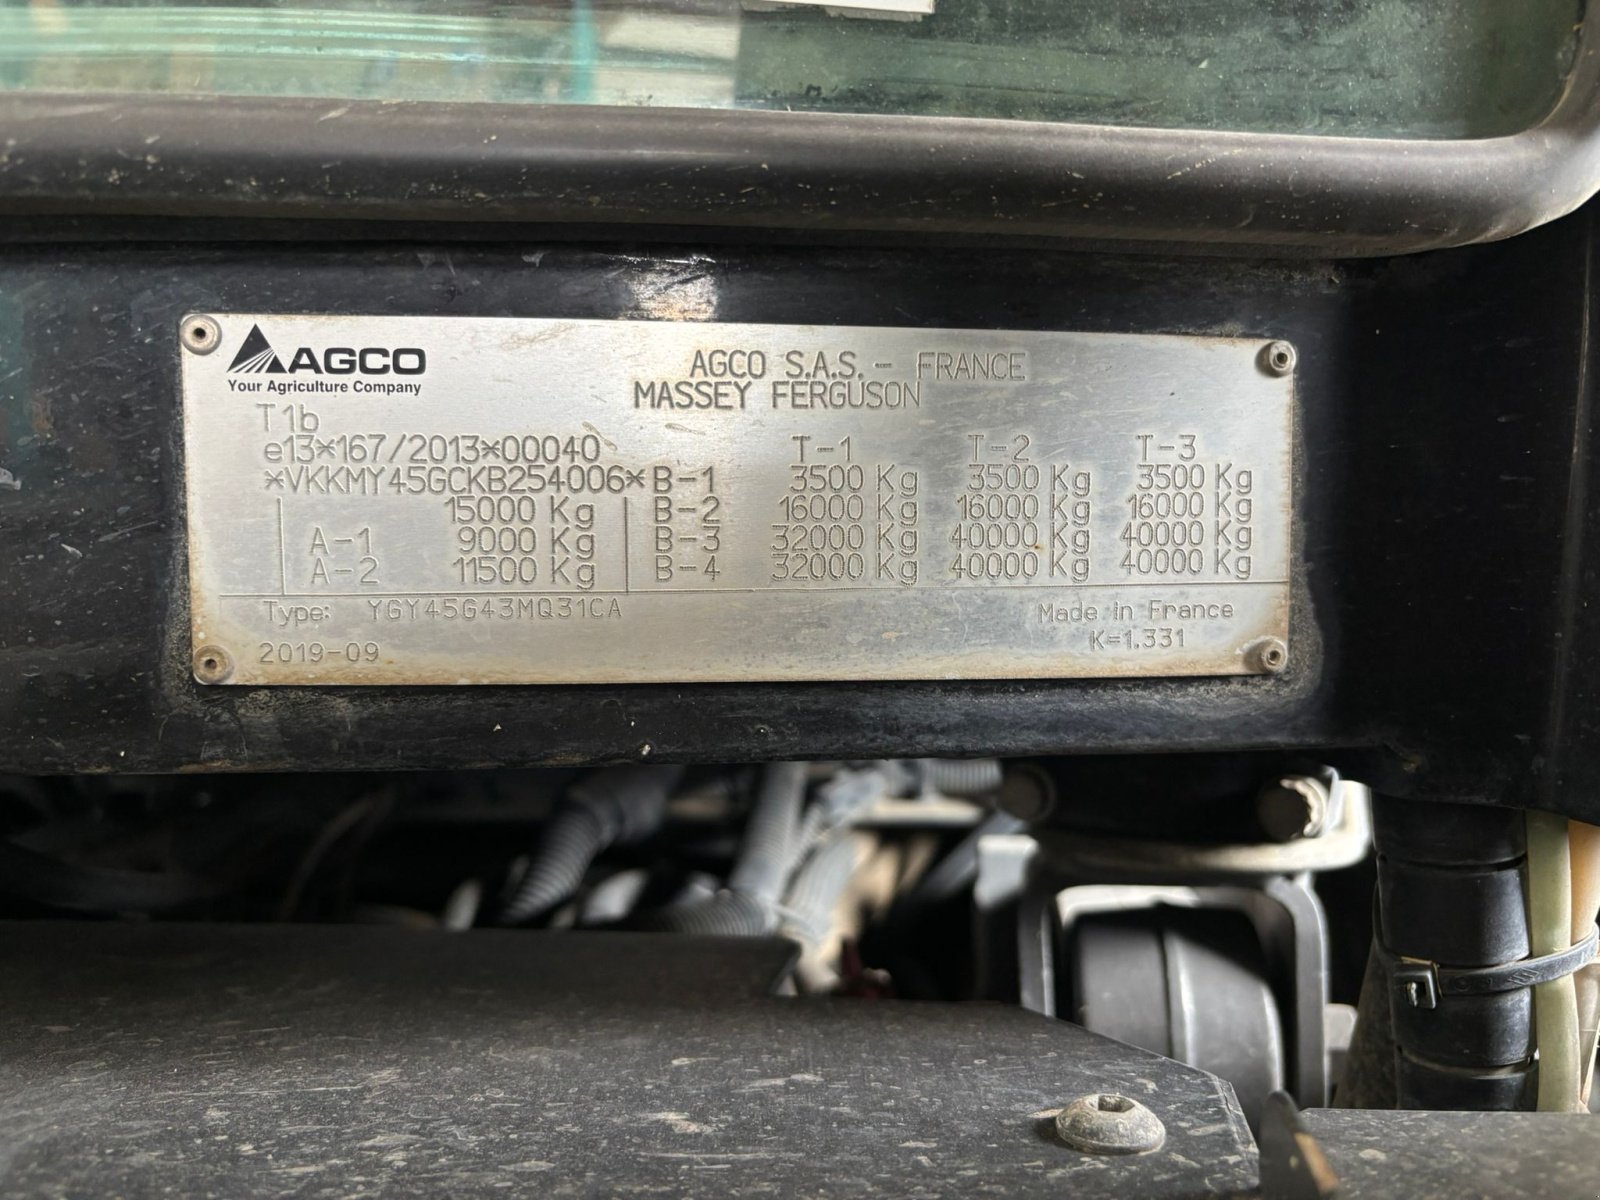 AGCO
Your Agriculture Company
AGCO S.A.S. - FRANCE
MASSEY FERGUSON
T1b
e13*167/2013*00040
*VKKMY45GCKB254006*
15000 Kg
A-1 9000 Kg
A-2 11500 Kg
T-1 T-2 T-3
B-1 3500 Kg 3500 Kg 3500 Kg
B-2 16000 Kg 16000 Kg 16000 Kg
B-3 32000 Kg 40000 Kg 40000 Kg
B-4 32000 Kg 40000 Kg 40000 Kg
Type: YGY45G43MQ31CA
2019-09
Made in France
K=1.331